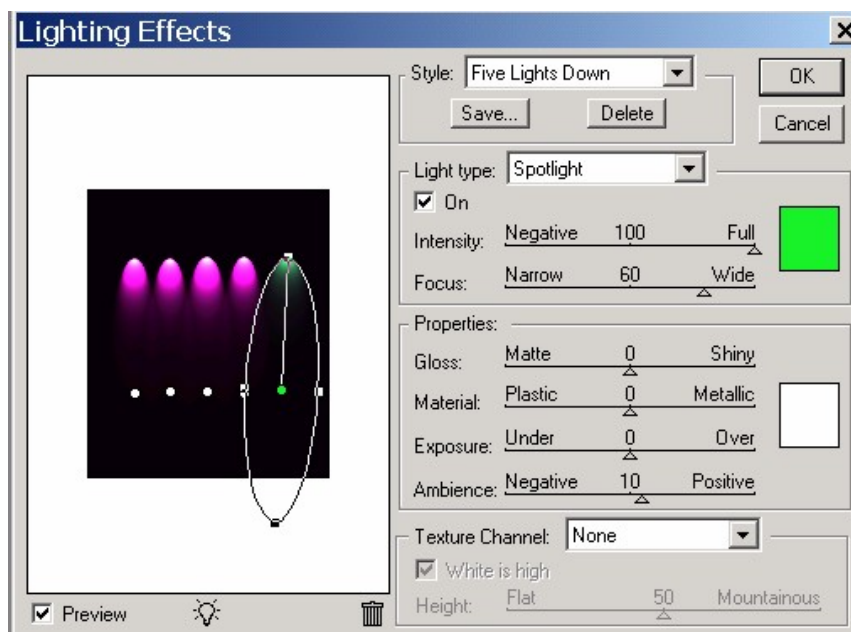 Lighting Effects
Style: Five Lights Down
OK
Save... Delete
Cancel
Light type: Spotlight
On
Intensity: Negative 100 Full
Focus: Narrow 60 Wide
Properties:
Gloss: Matte 0 Shiny
Material: Plastic 0 Metallic
Exposure: Under 0 Over
Ambience: Negative 10 Positive
Texture Channel: None
White is high
Height: Flat 50 Mountainous
Preview